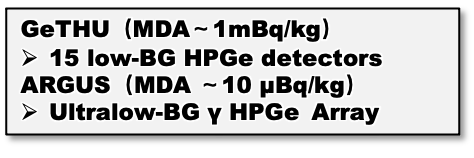 GeTHU（MDA～1mBq/kg）
➢ 15 low-BG HPGe detectors
ARGUS（MDA ～10 μBq/kg）
➢ Ultralow-BG γ HPGe Array